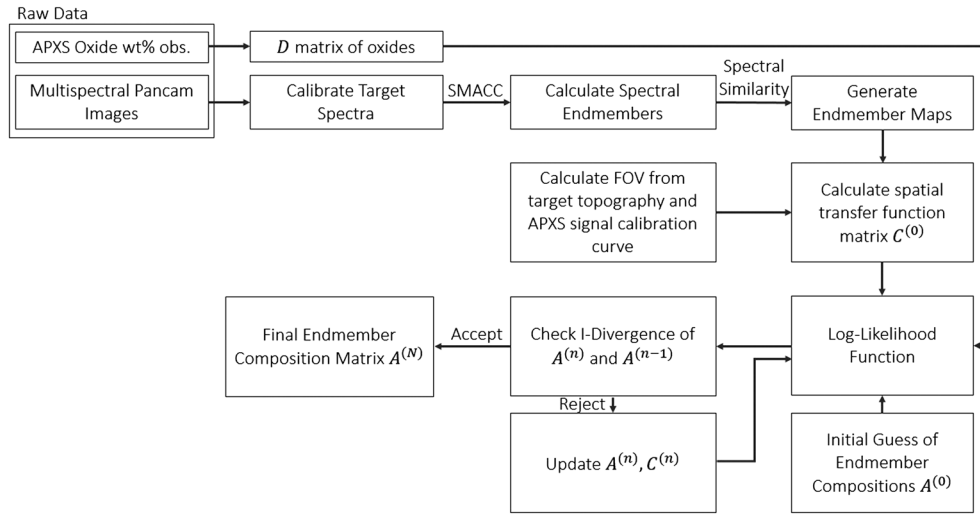 Raw Data
APXS Oxide wt% obs.
D matrix of oxides
Multispectral Pancam
Images
Calibrate Target
Spectra
SMACC
Calculate Spectral
Endmembers
Spectral
Similarity
Generate
Endmember Maps
Calculate FOV from
target topography and
APXS signal calibration
curve
Calculate spatial
transfer function
matrix C⁽⁰⁾
Final Endmember
Composition Matrix A⁽ᴺ⁾
Accept
Check I-Divergence of
A⁽ⁿ⁾ and A⁽ⁿ⁻¹⁾
Log-Likelihood
Function
Reject
Update A⁽ⁿ⁾, C⁽ⁿ⁾
Initial Guess of
Endmember
Compositions A⁽⁰⁾